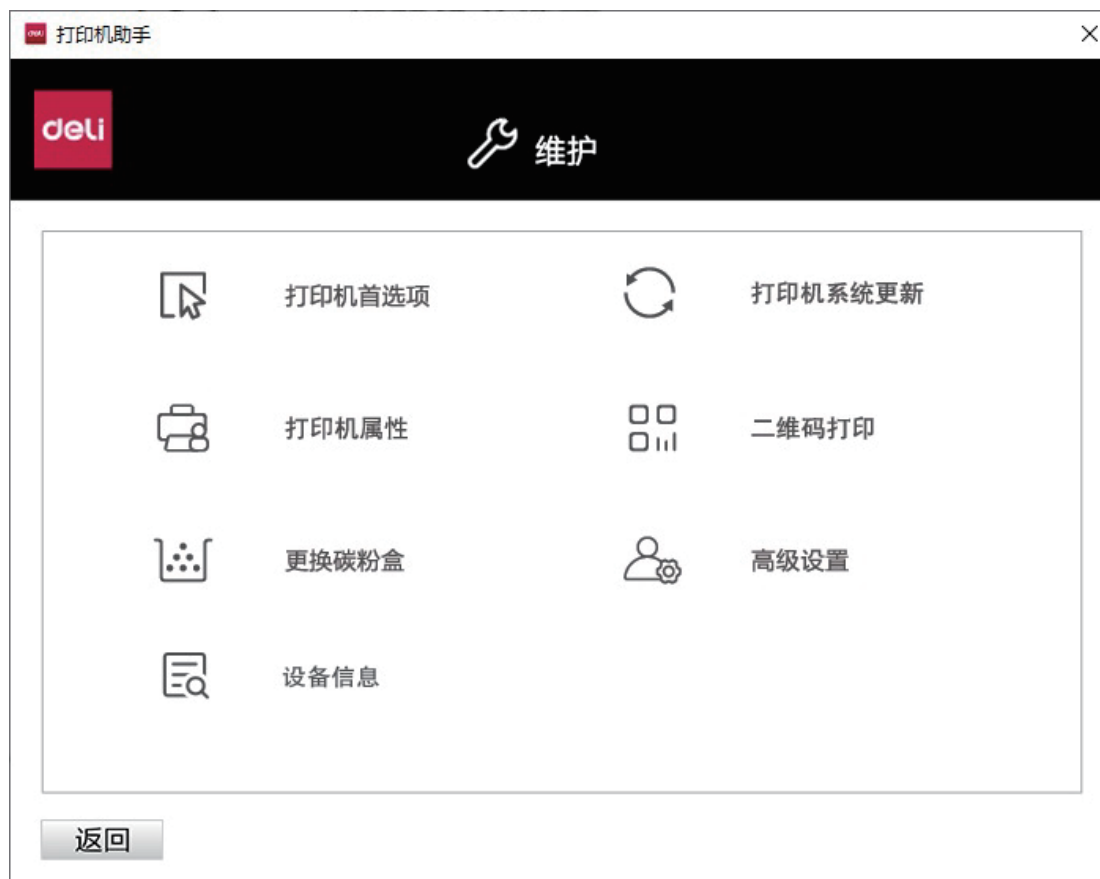 deli 打印机助手
deli
维护
打印机首选项
打印机系统更新
打印机属性
二维码打印
更换碳粉盒
高级设置
设备信息
返回